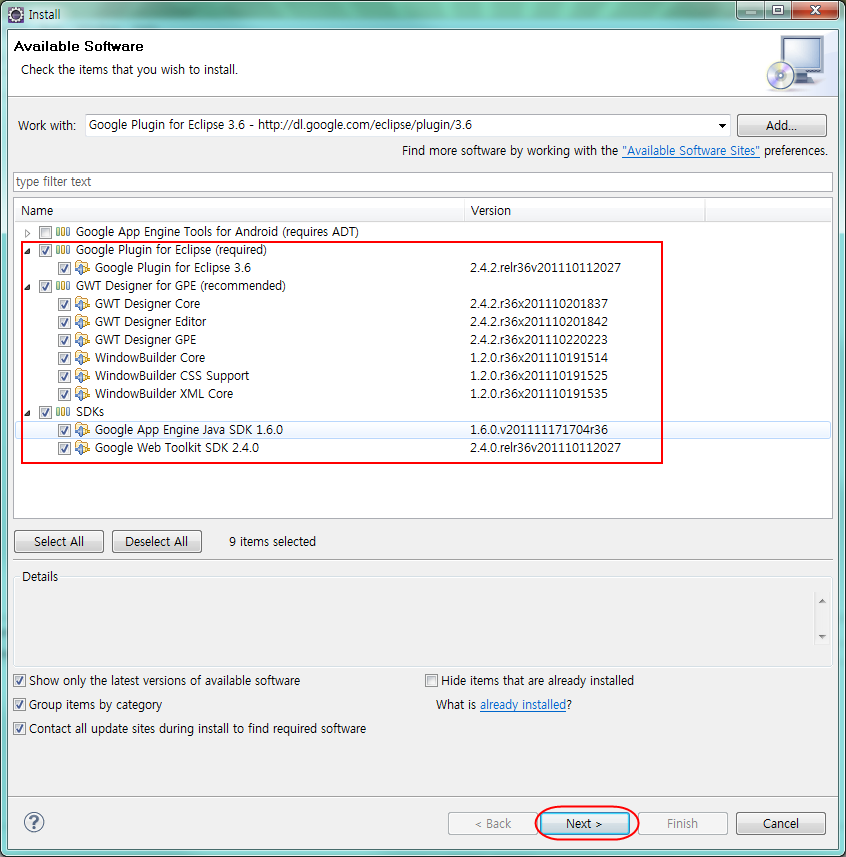 Install
Available Software
Check the items that you wish to install.
Work with: Google Plugin for Eclipse 3.6 - http://dl.google.com/eclipse/plugin/3.6 Add...
Find more software by working with the "Available Software Sites" preferences.
type filter text
Name Version
Google App Engine Tools for Android (requires ADT)
Google Plugin for Eclipse (required)
Google Plugin for Eclipse 3.6 2.4.2.relr36v201110112027
GWT Designer for GPE (recommended)
GWT Designer Core 2.4.2.r36x201110201837
GWT Designer Editor 2.4.2.r36x201110201842
GWT Designer GPE 2.4.2.r36x201110220223
WindowBuilder Core 1.2.0.r36x201110191514
WindowBuilder CSS Support 1.2.0.r36x201110191525
WindowBuilder XML Core 1.2.0.r36x201110191535
SDKs
Google App Engine Java SDK 1.6.0 1.6.0.v201111171704r36
Google Web Toolkit SDK 2.4.0 2.4.0.relr36v201110112027
Select All Deselect All 9 items selected
Details
Show only the latest versions of available software Hide items that are already installed
Group items by category What is already installed?
Contact all update sites during install to find required software
? < Back Next > Finish Cancel